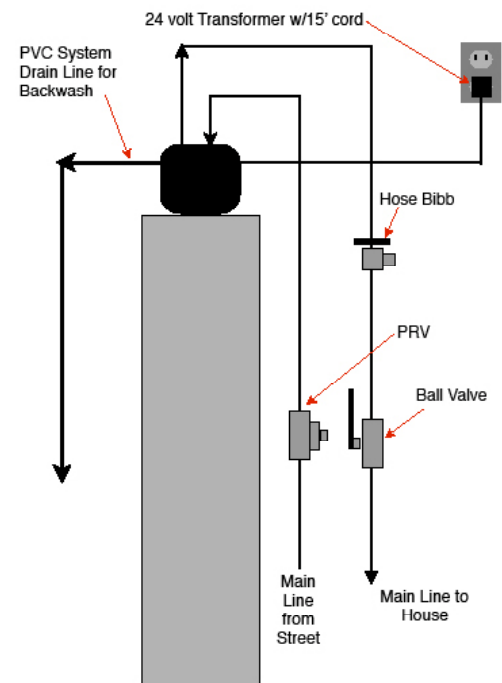 24 volt Transformer w/15' cord
PVC System
Drain Line for
Backwash
Hose Bibb
PRV
Ball Valve
Main
Line
from
Street
Main Line to
House